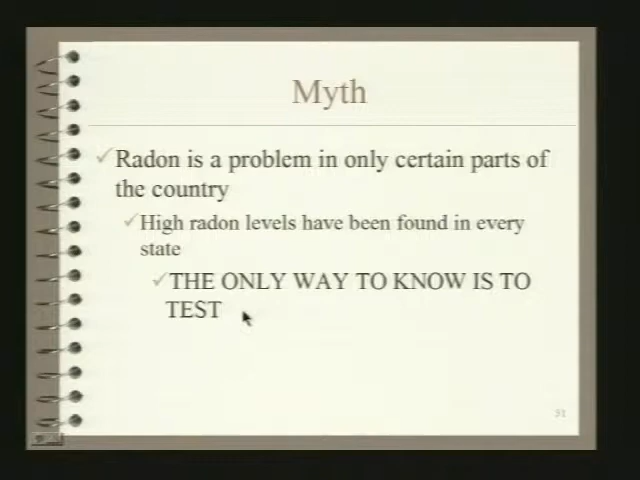 Myth
Radon is a problem in only certain parts of
the country
High radon levels have been found in every
state
THE ONLY WAY TO KNOW IS TO
TEST
51